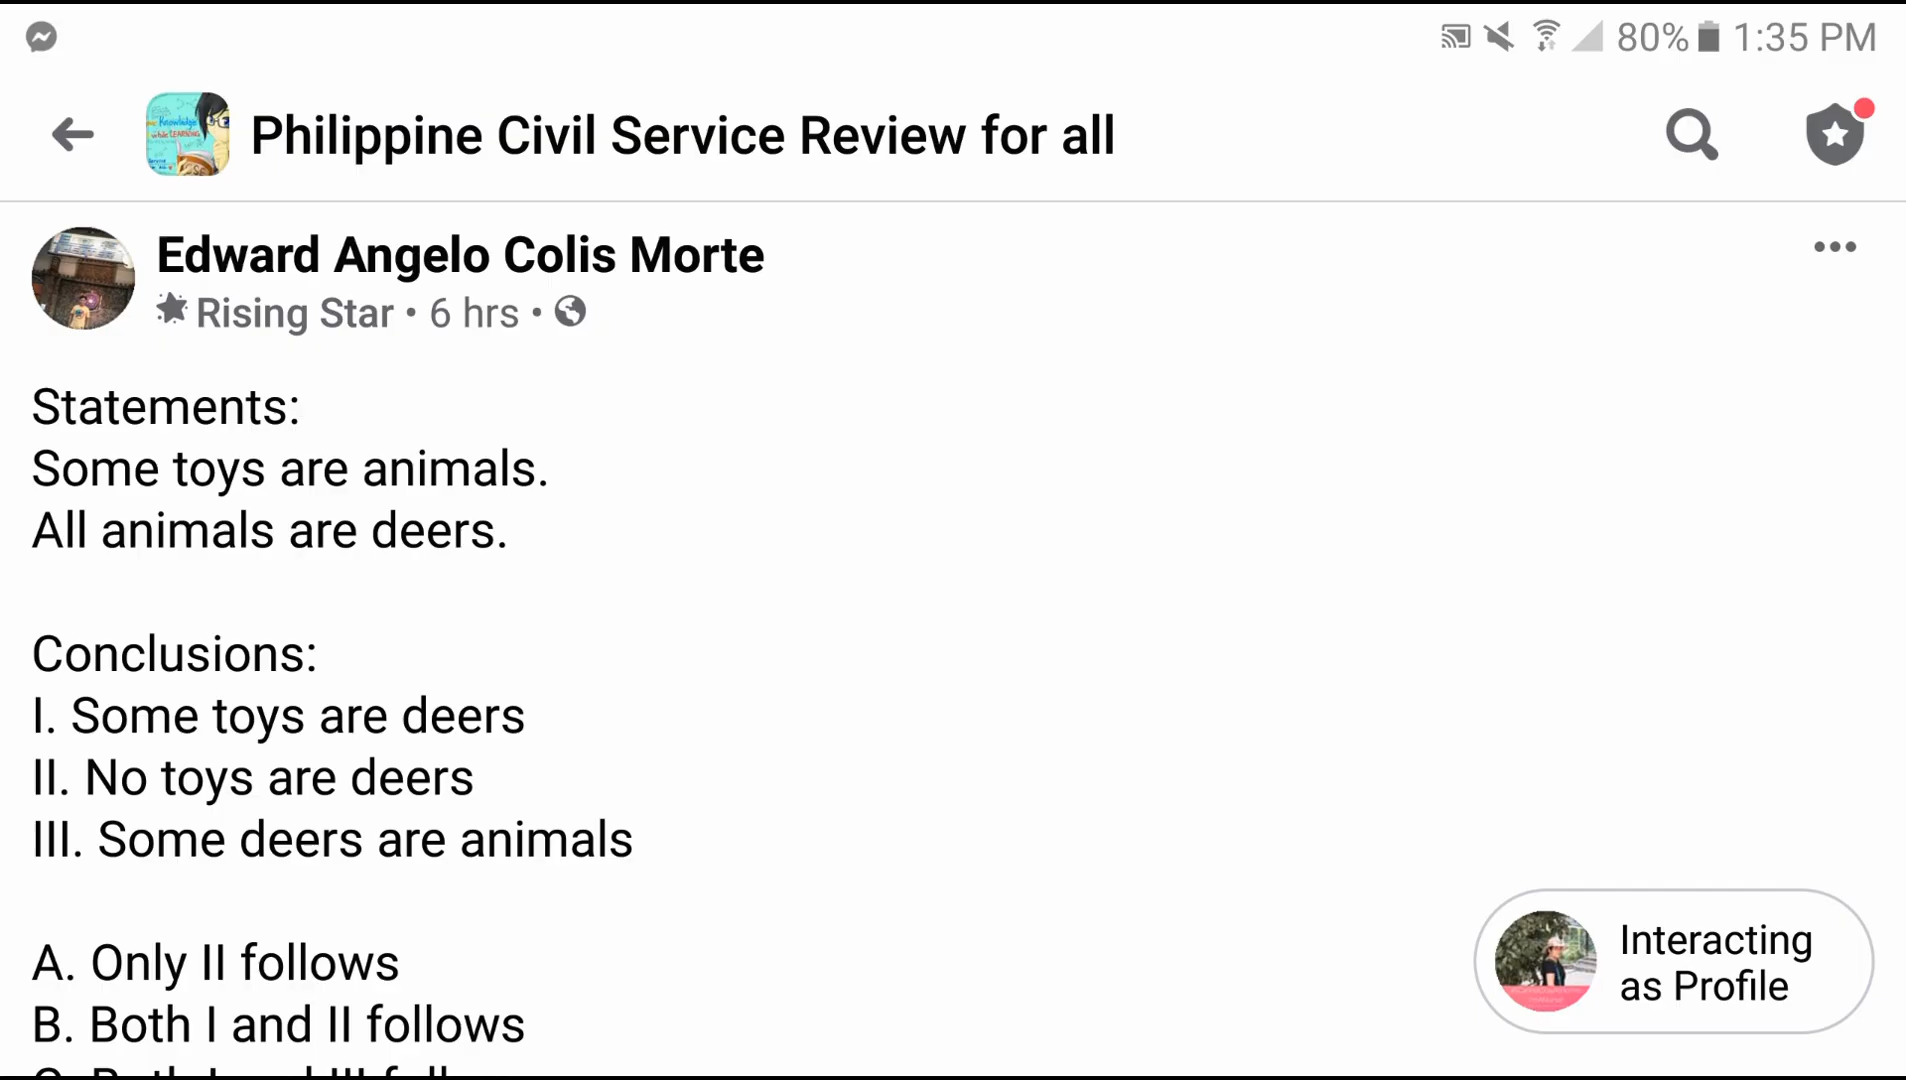 80% 1:35 PM
Philippine Civil Service Review for all
Edward Angelo Colis Morte
Rising Star • 6 hrs •
Statements:
Some toys are animals.
All animals are deers.
Conclusions:
I. Some toys are deers
II. No toys are deers
III. Some deers are animals
A. Only II follows
B. Both I and II follows
Interacting
as Profile